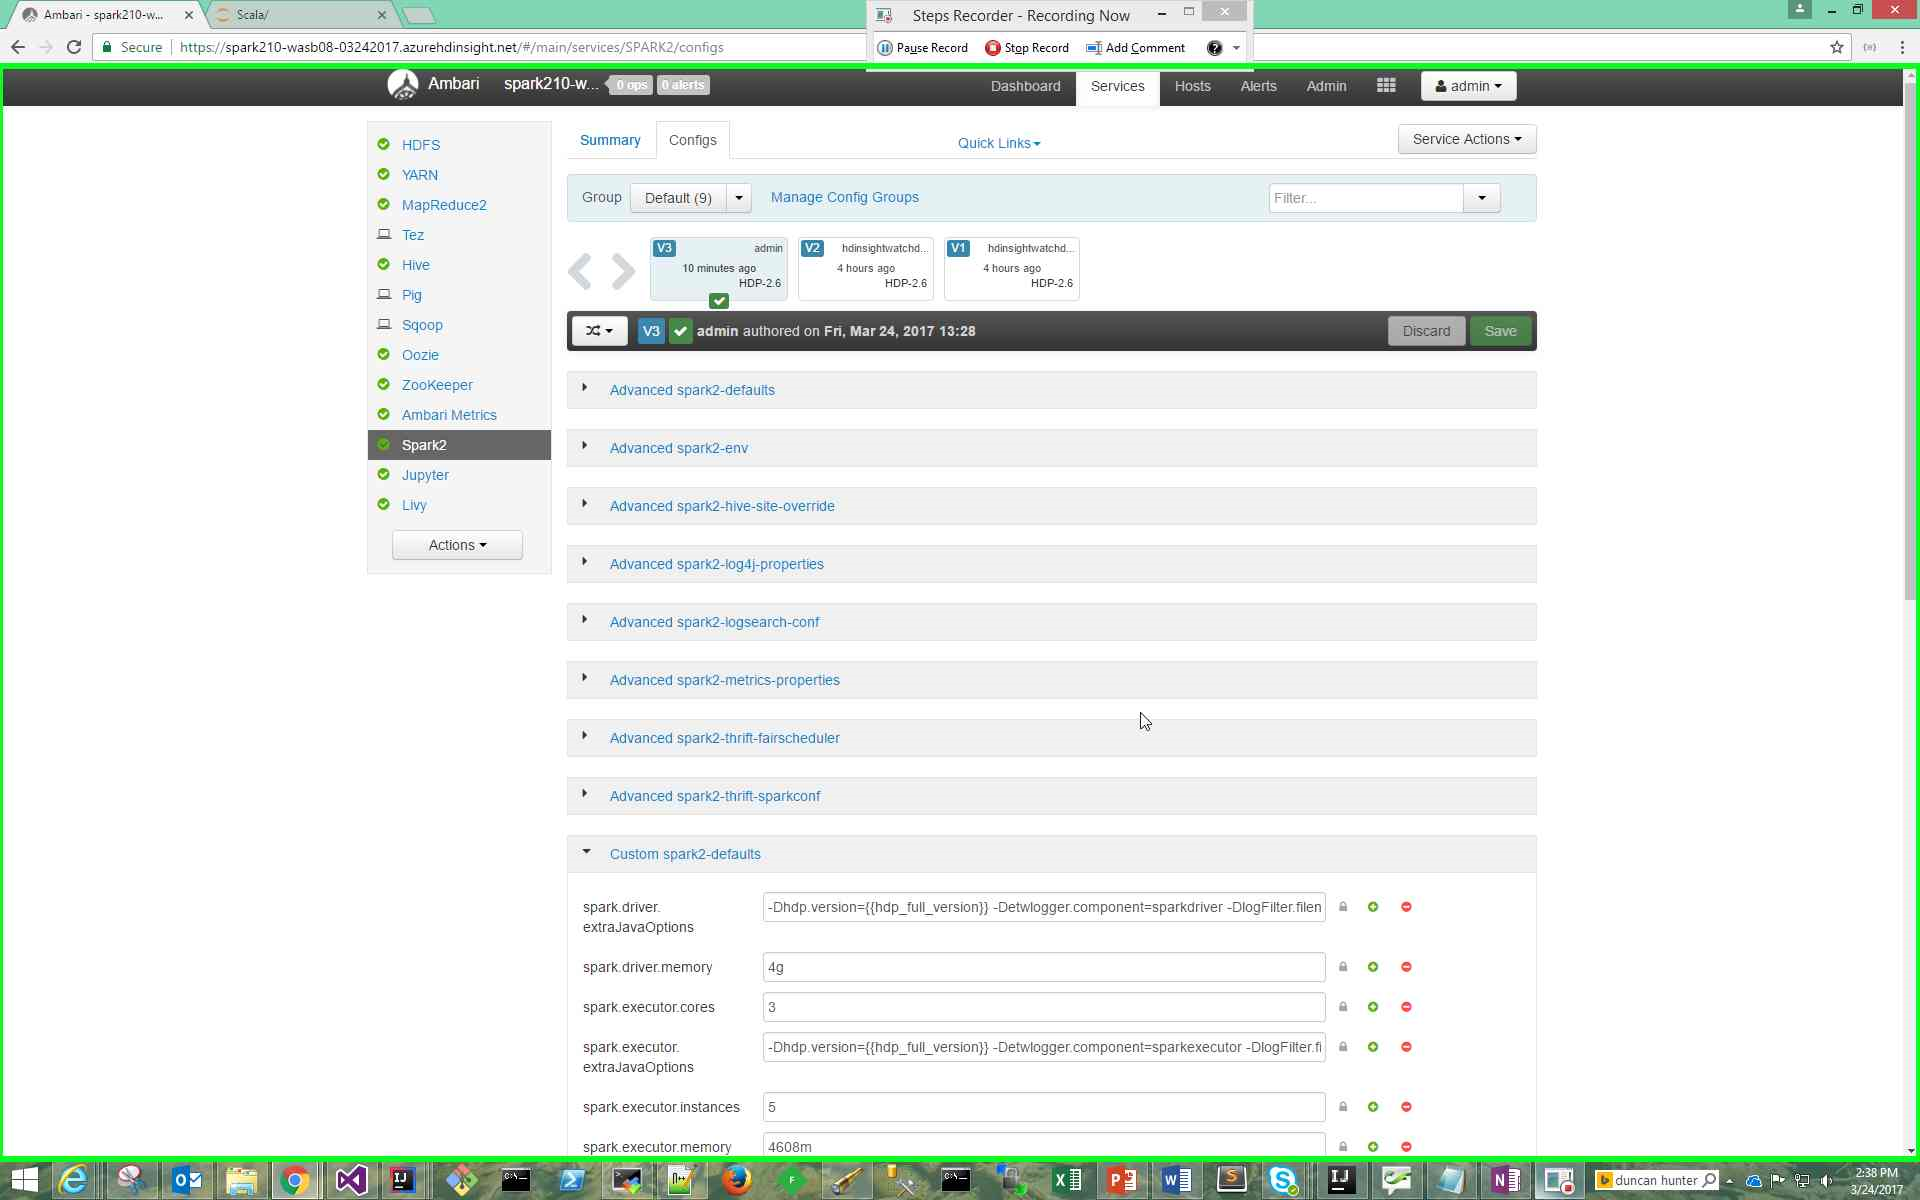 Ambari - spark210-w...
Scala/
Steps Recorder - Recording Now
Pause Record
Stop Record
Add Comment
Secure
https://spark210-wasb08-03242017.azurehdinsight.net/#/main/services/SPARK2/configs
Ambari
spark210-w...
0 ops
0 alerts
Dashboard
Services
Hosts
Alerts
Admin
admin
HDFS
YARN
MapReduce2
Tez
Hive
Pig
Sqoop
Oozie
ZooKeeper
Ambari Metrics
Spark2
Jupyter
Livy
Actions
Summary
Configs
Quick Links
Service Actions
Group
Default (9)
Manage Config Groups
Filter...
V3 admin
10 minutes ago
HDP-2.6
V2 hdinsightwatchd...
4 hours ago
HDP-2.6
V1 hdinsightwatchd...
4 hours ago
HDP-2.6
V3 admin authored on Fri, Mar 24, 2017 13:28
Discard
Save
Advanced spark2-defaults
Advanced spark2-env
Advanced spark2-hive-site-override
Advanced spark2-log4j-properties
Advanced spark2-logsearch-conf
Advanced spark2-metrics-properties
Advanced spark2-thrift-fairscheduler
Advanced spark2-thrift-sparkconf
Custom spark2-defaults
spark.driver.
extraJavaOptions
-Dhdp.version={{hdp_full_version}} -Detwlogger.component=sparkdriver -DlogFilter.filen
spark.driver.memory
4g
spark.executor.cores
3
spark.executor.
extraJavaOptions
-Dhdp.version={{hdp_full_version}} -Detwlogger.component=sparkexecutor -DlogFilter.fi
spark.executor.instances
5
spark.executor.memory
4608m
duncan hunter
2:38 PM
3/24/2017